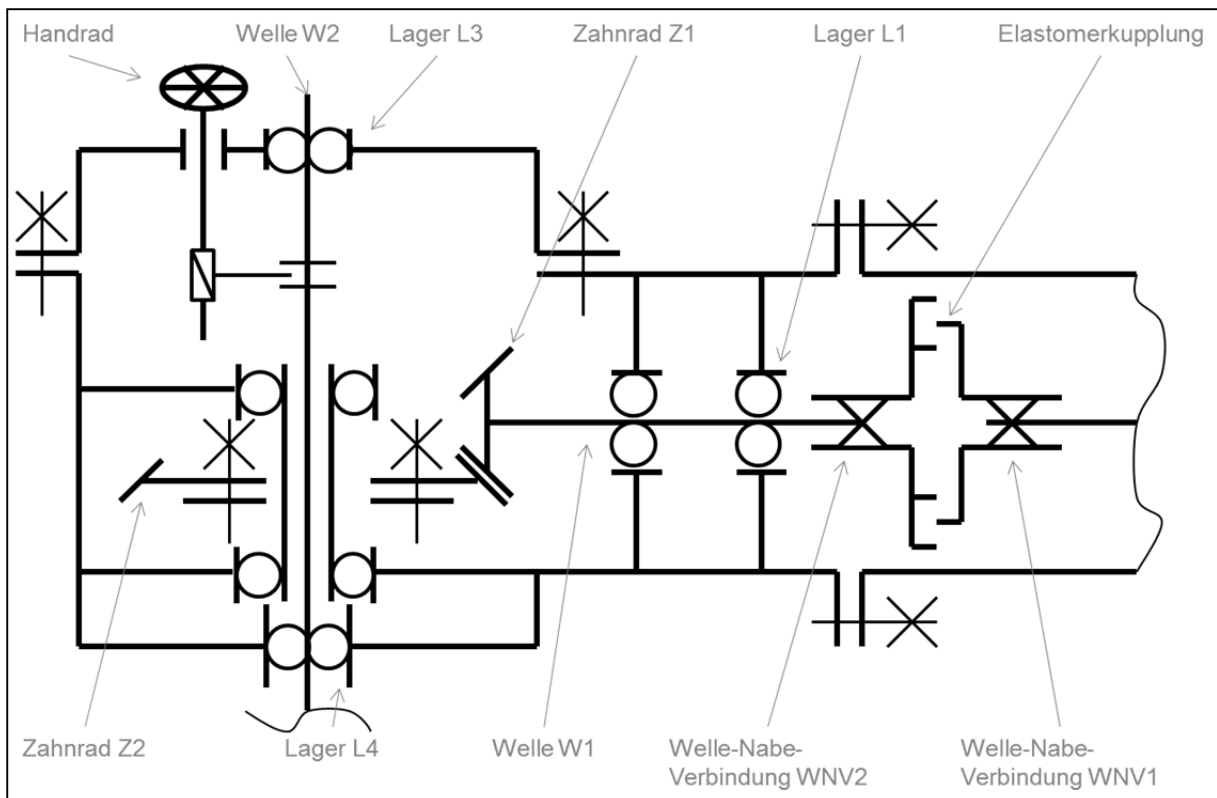 Handrad
Welle W2
Lager L3
Zahnrad Z1
Lager L1
Elastomerkupplung
Zahnrad Z2
Lager L4
Welle W1
Welle-Nabe-
Verbindung WNV2
Welle-Nabe-
Verbindung WNV1